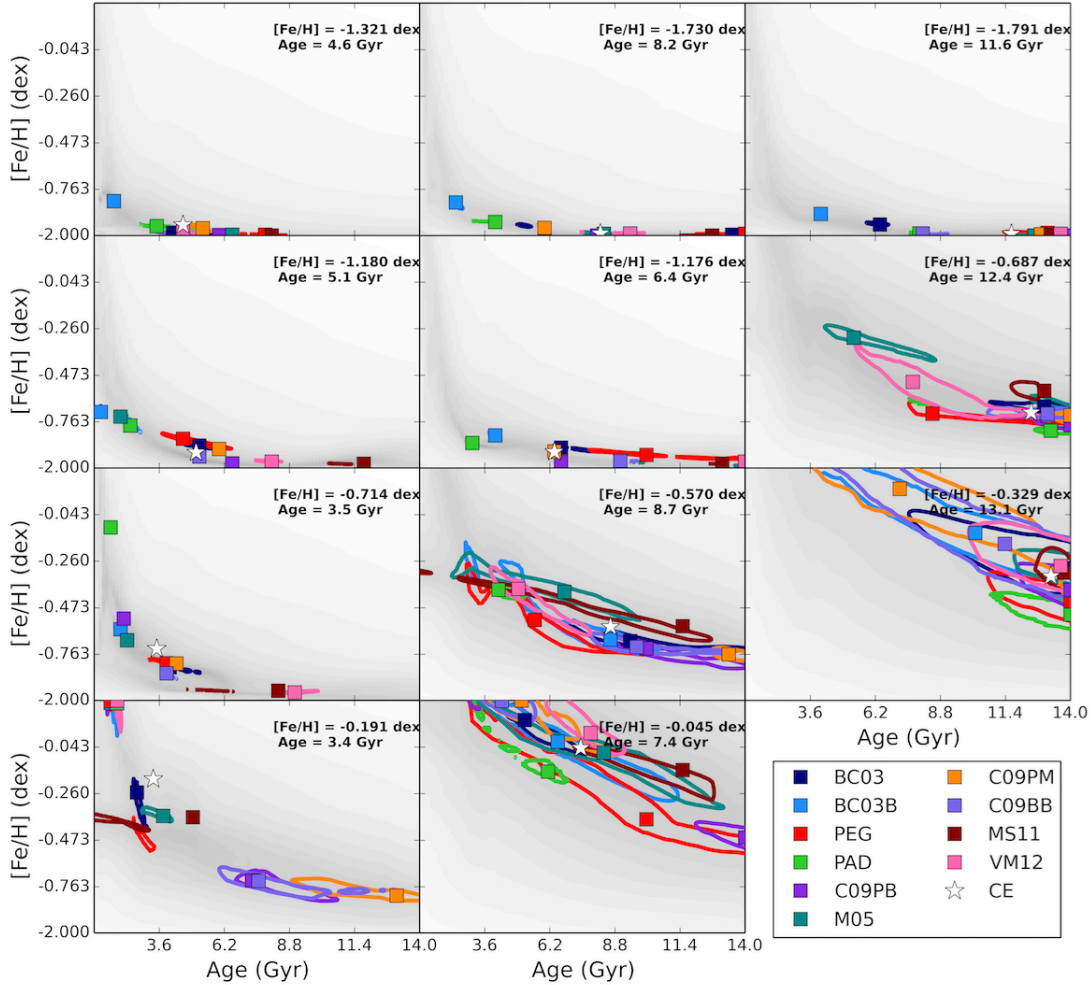 [Fe/H] = -1.321 dex
Age = 4.6 Gyr
[Fe/H] = -1.730 dex
Age = 8.2 Gyr
[Fe/H] = -1.791 dex
Age = 11.6 Gyr
[Fe/H] (dex)
-0.043
-0.260
-0.473
-0.763
-2.000
[Fe/H] = -1.180 dex
Age = 5.1 Gyr
[Fe/H] = -1.176 dex
Age = 6.4 Gyr
[Fe/H] = -0.687 dex
Age = 12.4 Gyr
[Fe/H] (dex)
-0.043
-0.260
-0.473
-0.763
-2.000
[Fe/H] = -0.714 dex
Age = 3.5 Gyr
[Fe/H] = -0.570 dex
Age = 8.7 Gyr
[Fe/H] = -0.329 dex
Age = 13.1 Gyr
[Fe/H] (dex)
-0.043
-0.260
-0.473
-0.763
-2.000
3.6 6.2 8.8 11.4 14.0
Age (Gyr)
[Fe/H] = -0.191 dex
Age = 3.4 Gyr
[Fe/H] = -0.045 dex
Age = 7.4 Gyr
[Fe/H] (dex)
-0.043
-0.260
-0.473
-0.763
-2.000
3.6 6.2 8.8 11.4 14.0 3.6 6.2 8.8 11.4 14.0
Age (Gyr)
Age (Gyr)
BC03
BC03B
PEG
PAD
C09PB
M05
C09PM
C09BB
MS11
VM12
CE